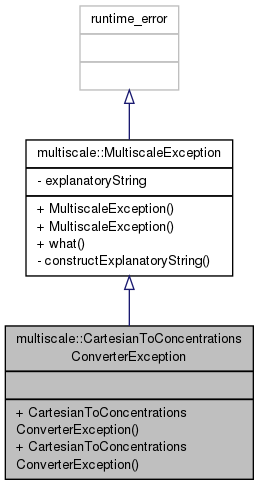 runtime_error
multiscale::MultiscaleException
- explanatoryString
+ MultiscaleException()
+ MultiscaleException()
+ what()
- constructExplanatoryString()
multiscale::CartesianToConcentrations
ConverterException
+ CartesianToConcentrations
ConverterException()
+ CartesianToConcentrations
ConverterException()